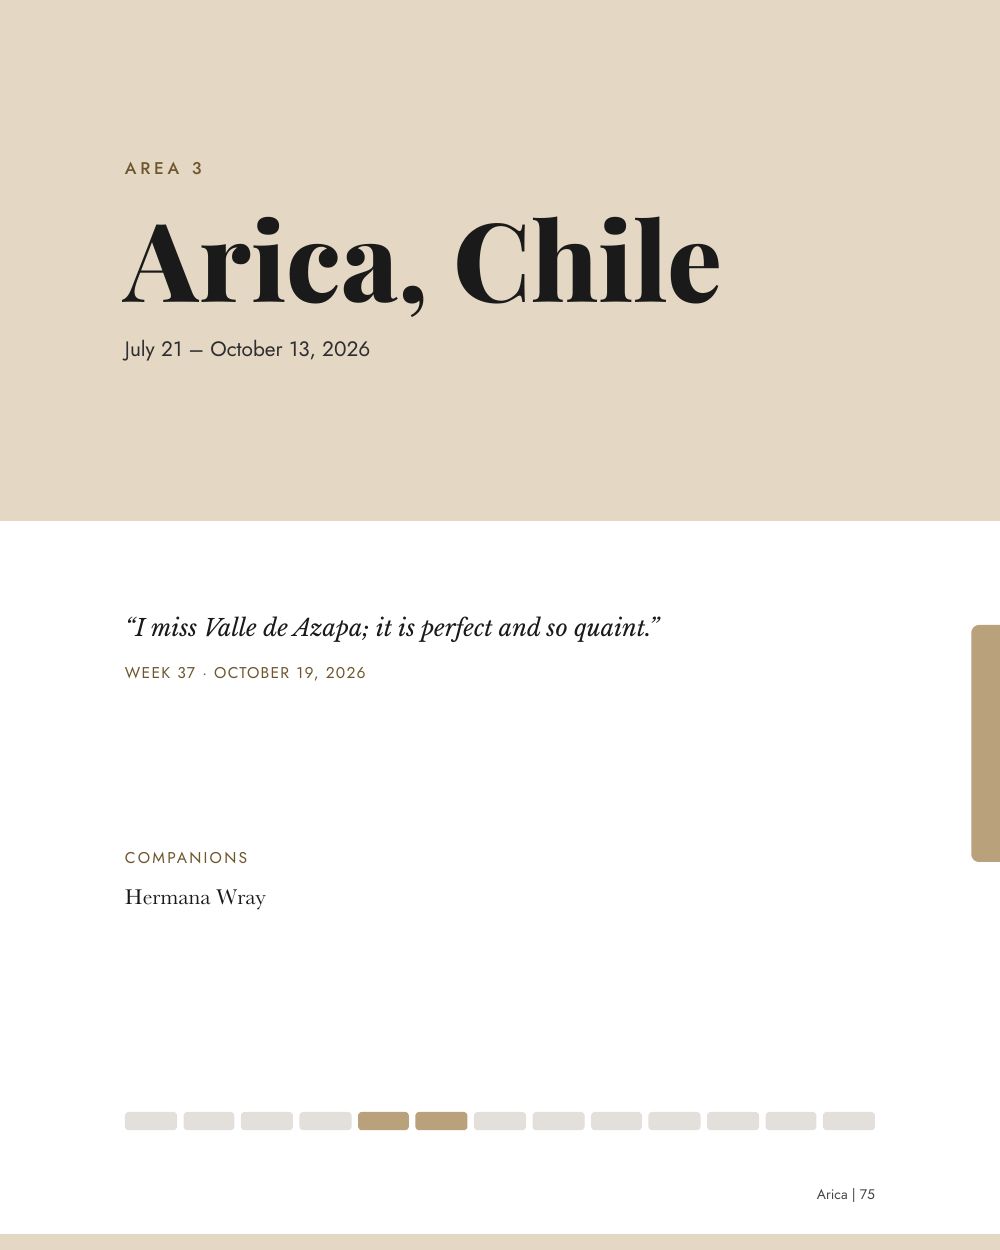 AREA 3
Arica, Chile
July 21 – October 13, 2026
“I miss Valle de Azapa; it is perfect and so quaint.”
WEEK 37 · OCTOBER 19, 2026
COMPANIONS
Hermana Wray
Arica | 75